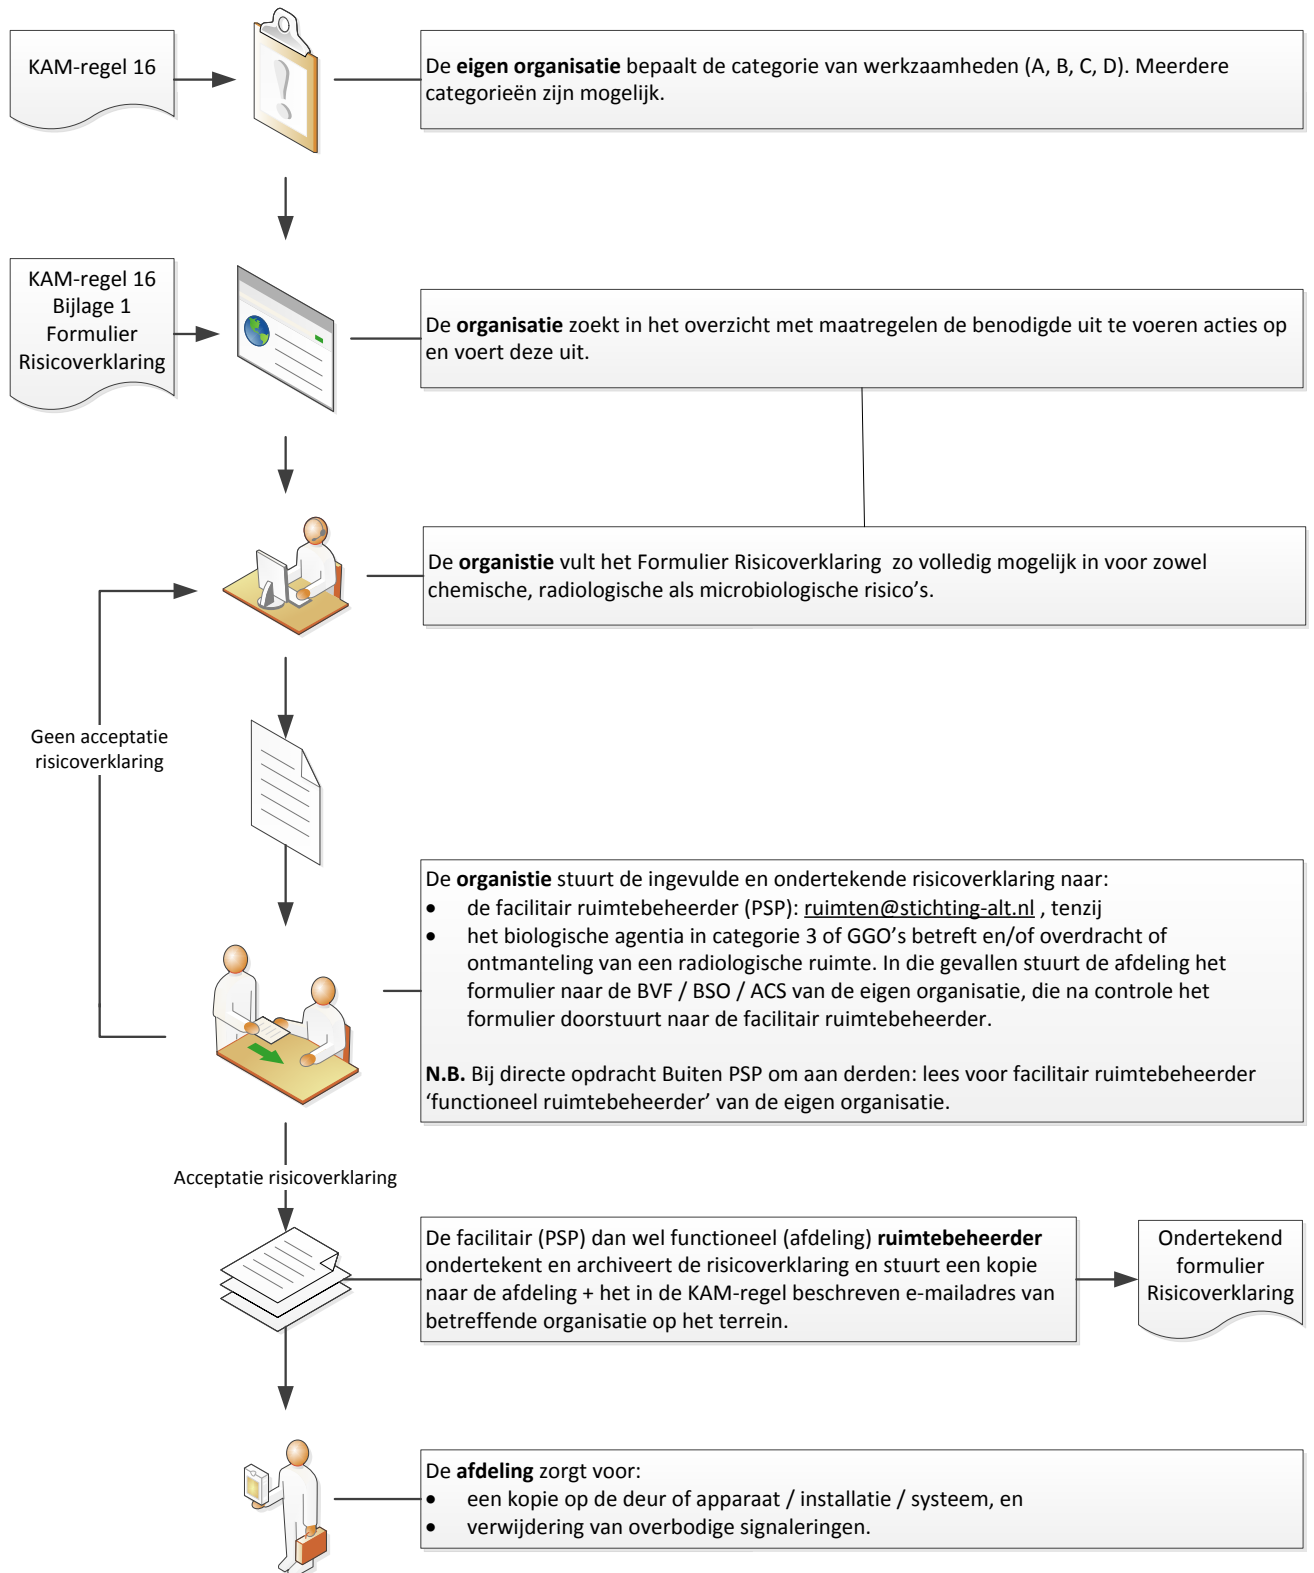 KAM-regel 16
De eigen organisatie bepaalt de categorie van werkzaamheden (A, B, C, D). Meerdere
categorieën zijn mogelijk.
KAM-regel 16
Bijlage 1
Formulier
Risicoverklaring
De organisatie zoekt in het overzicht met maatregelen de benodigde uit te voeren acties op
en voert deze uit.
De organistie vult het Formulier Risicoverklaring zo volledig mogelijk in voor zowel
chemische, radiologische als microbiologische risico's.
Geen acceptatie
risicoverklaring
De organistie stuurt de ingevulde en ondertekende risicoverklaring naar:
• de facilitair ruimtebeheerder (PSP): ruimten@stichting-alt.nl , tenzij
• het biologische agentia in categorie 3 of GGO's betreft en/of overdracht of
ontmanteling van een radiologische ruimte. In die gevallen stuurt de afdeling het
formulier naar de BVF / BSO / ACS van de eigen organisatie, die na controle het
formulier doorstuurt naar de facilitair ruimtebeheerder.
N.B. Bij directe opdracht Buiten PSP om aan derden: lees voor facilitair ruimtebeheerder
'functioneel ruimtebeheerder' van de eigen organisatie.
Acceptatie risicoverklaring
De facilitair (PSP) dan wel functioneel (afdeling) ruimtebeheerder
ondertekent en archiveert de risicoverklaring en stuurt een kopie
naar de afdeling + het in de KAM-regel beschreven e-mailadres van
betreffende organisatie op het terrein.
Ondertekend
formulier
Risicoverklaring
De afdeling zorgt voor:
• een kopie op de deur of apparaat / installatie / systeem, en
• verwijdering van overbodige signaleringen.